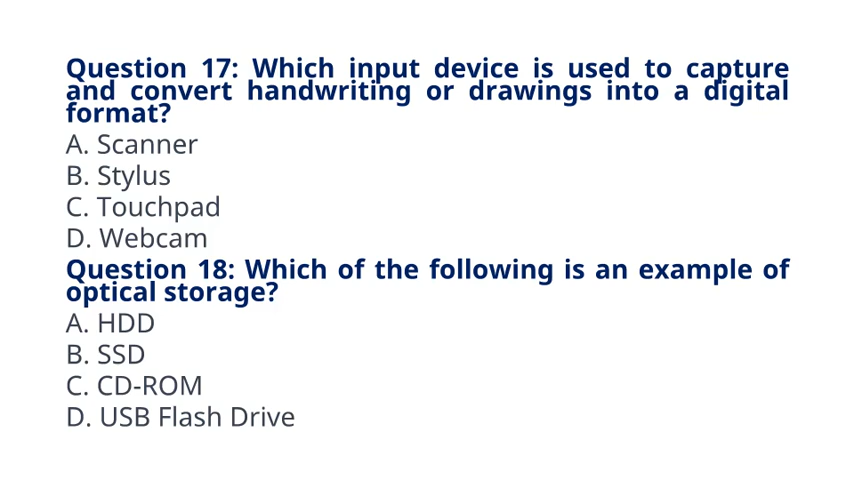 Question 17: Which input device is used to capture
and convert handwriting or drawings into a digital
format?
A. Scanner
B. Stylus
C. Touchpad
D. Webcam
Question 18: Which of the following is an example of
optical storage?
A. HDD
B. SSD
C. CD-ROM
D. USB Flash Drive